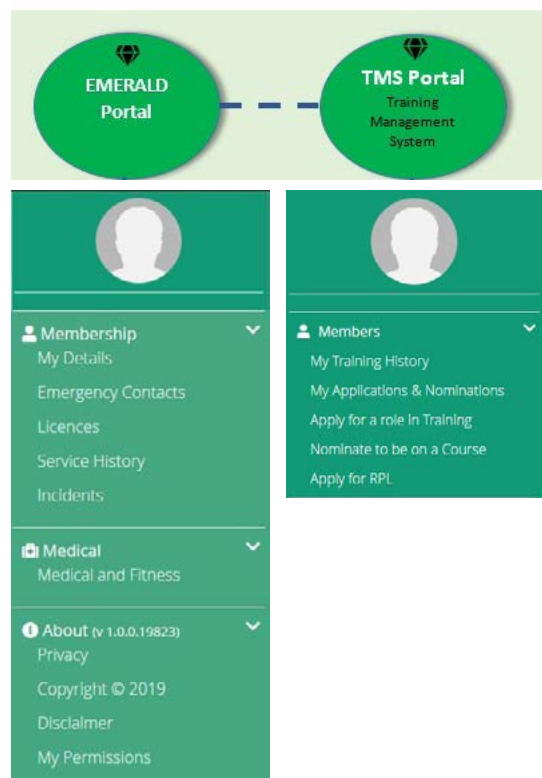 EMERALD
Portal
TMS Portal
Training
Management
System
Membership
My Details
Emergency Contacts
Licences
Service History
Incidents
Medical
Medical and Fitness
About (v 1.0.0.19823)
Privacy
Copyright © 2019
Disclaimer
My Permissions
Members
My Training History
My Applications & Nominations
Apply for a role in Training
Nominate to be on a Course
Apply for RPL